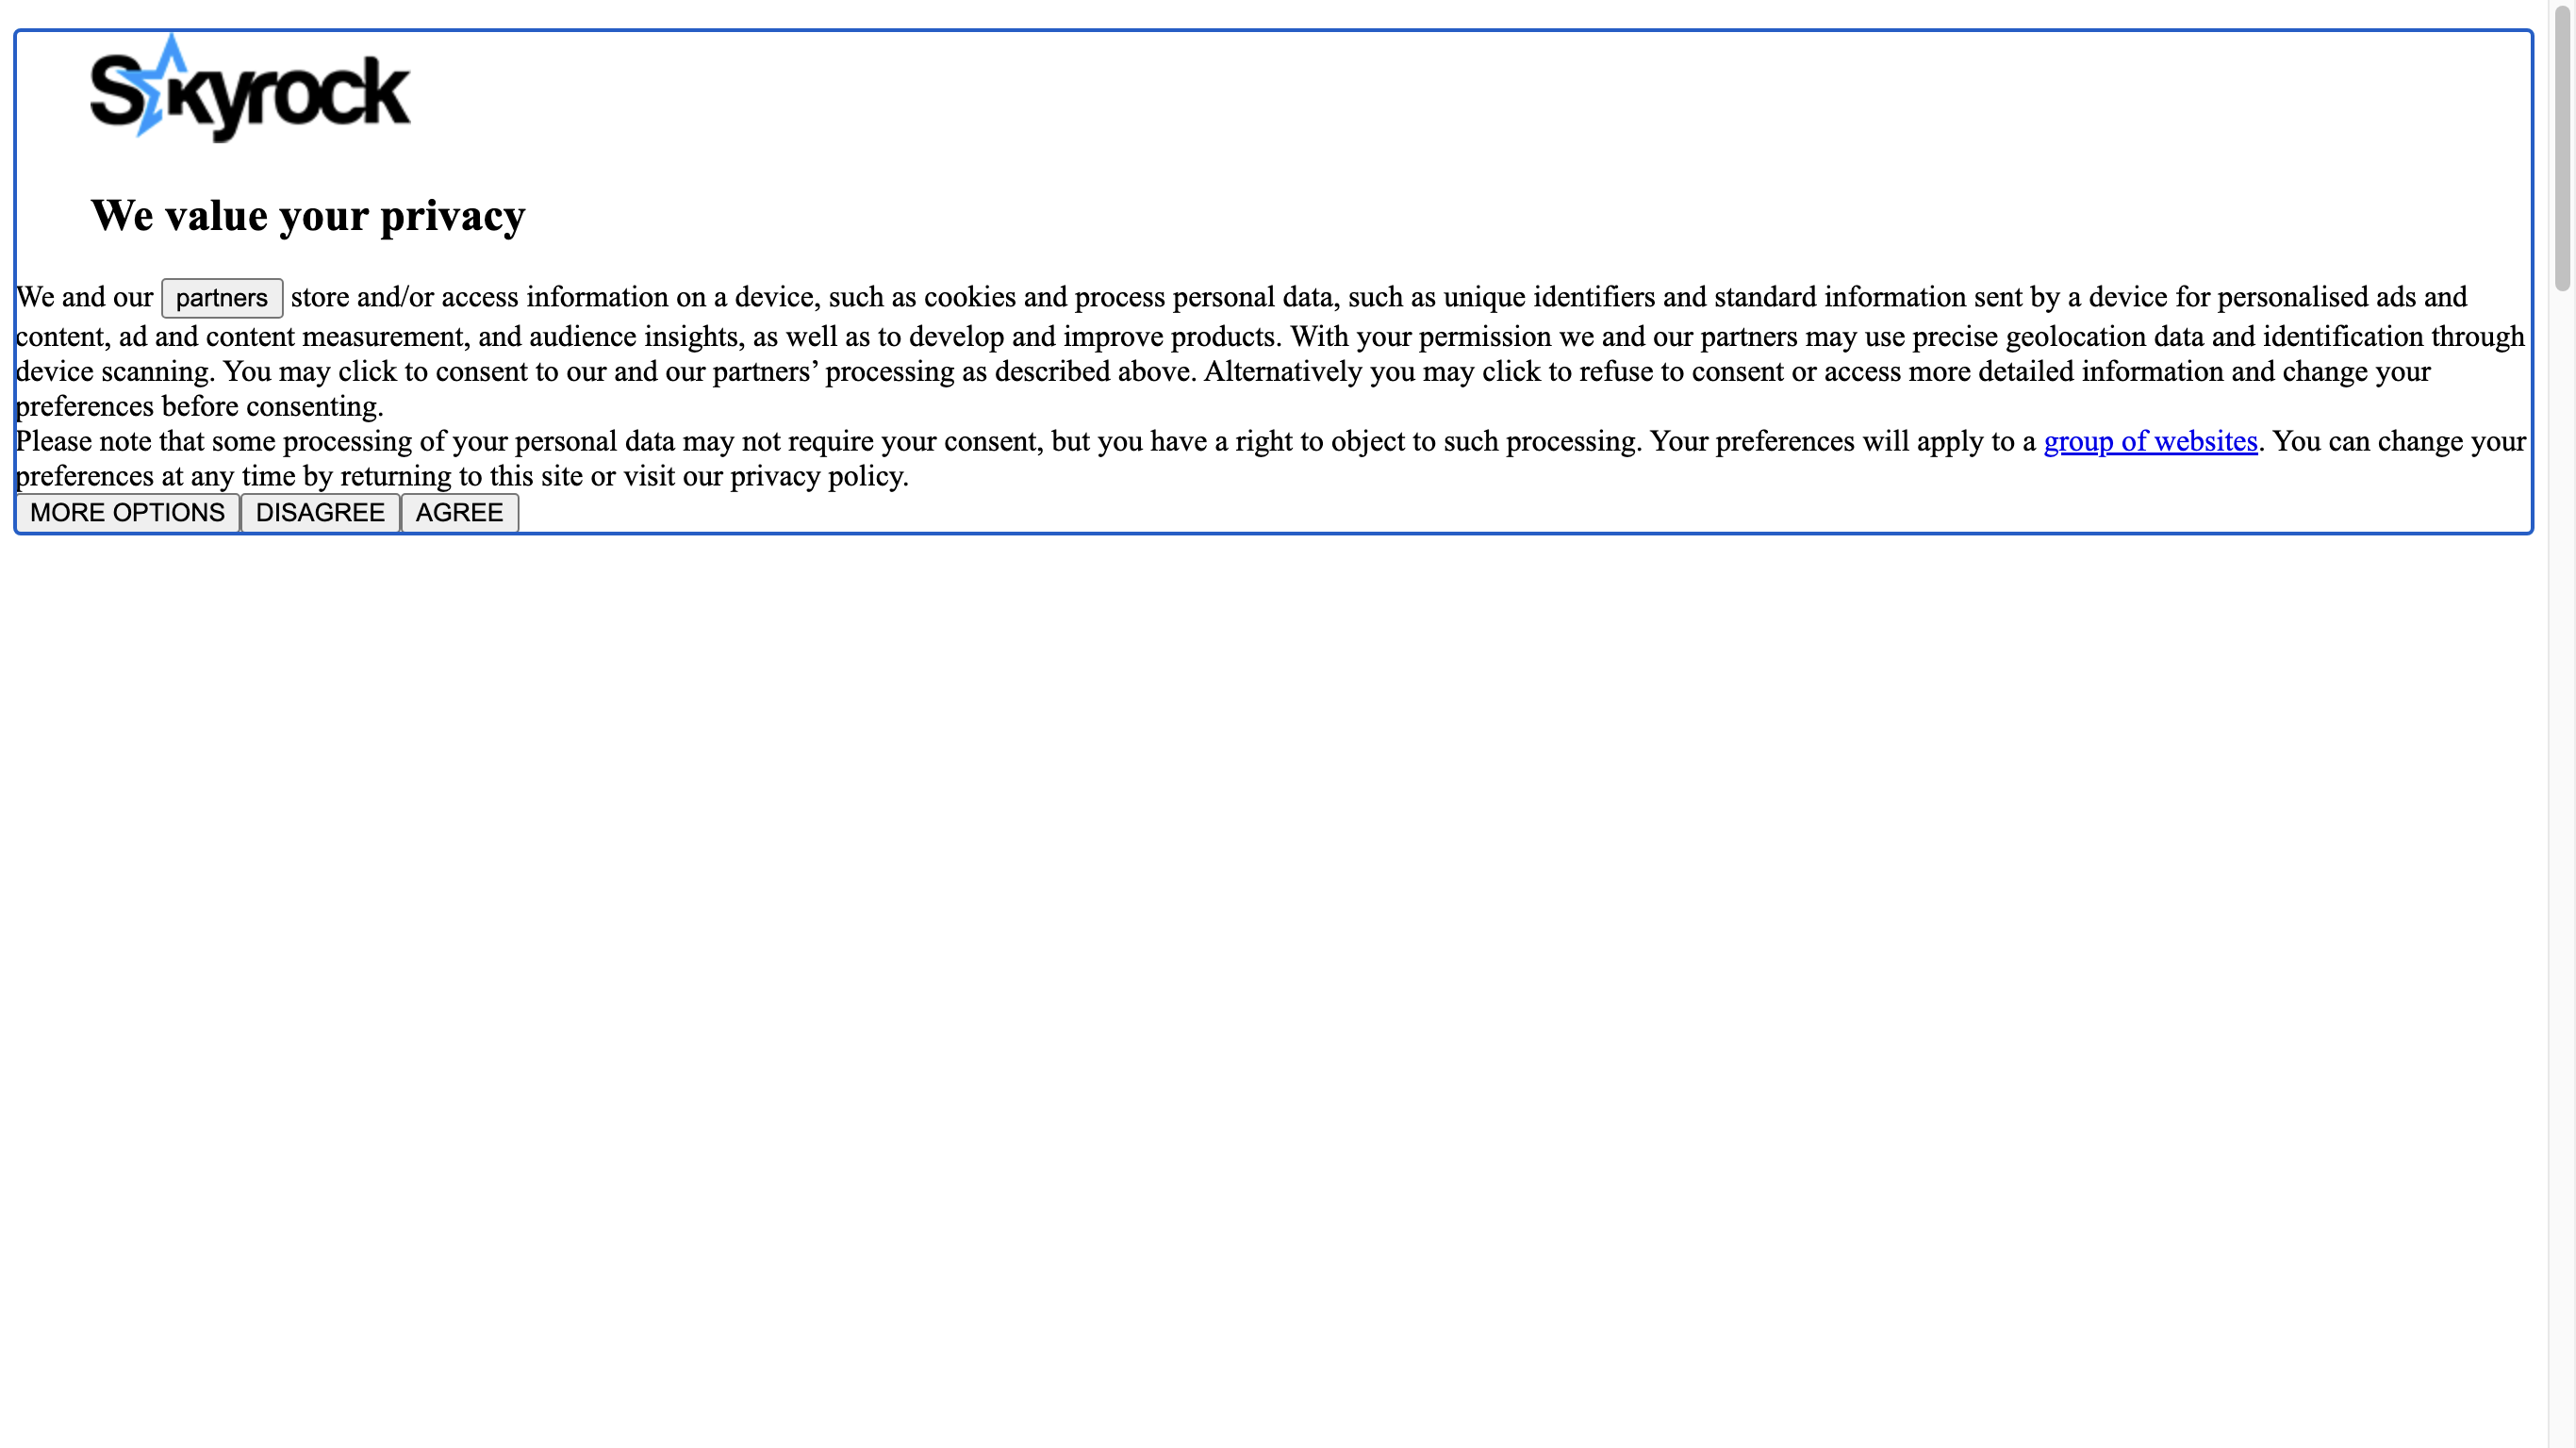 Skyrock
We value your privacy
We and our partners store and/or access information on a device, such as cookies and process personal data, such as unique identifiers and standard information sent by a device for personalised ads and
content, ad and content measurement, and audience insights, as well as to develop and improve products. With your permission we and our partners may use precise geolocation data and identification through
device scanning. You may click to consent to our and our partners’ processing as described above. Alternatively you may click to refuse to consent or access more detailed information and change your
preferences before consenting.
Please note that some processing of your personal data may not require your consent, but you have a right to object to such processing. Your preferences will apply to a group of websites. You can change your
preferences at any time by returning to this site or visit our privacy policy.
MORE OPTIONS DISAGREE AGREE